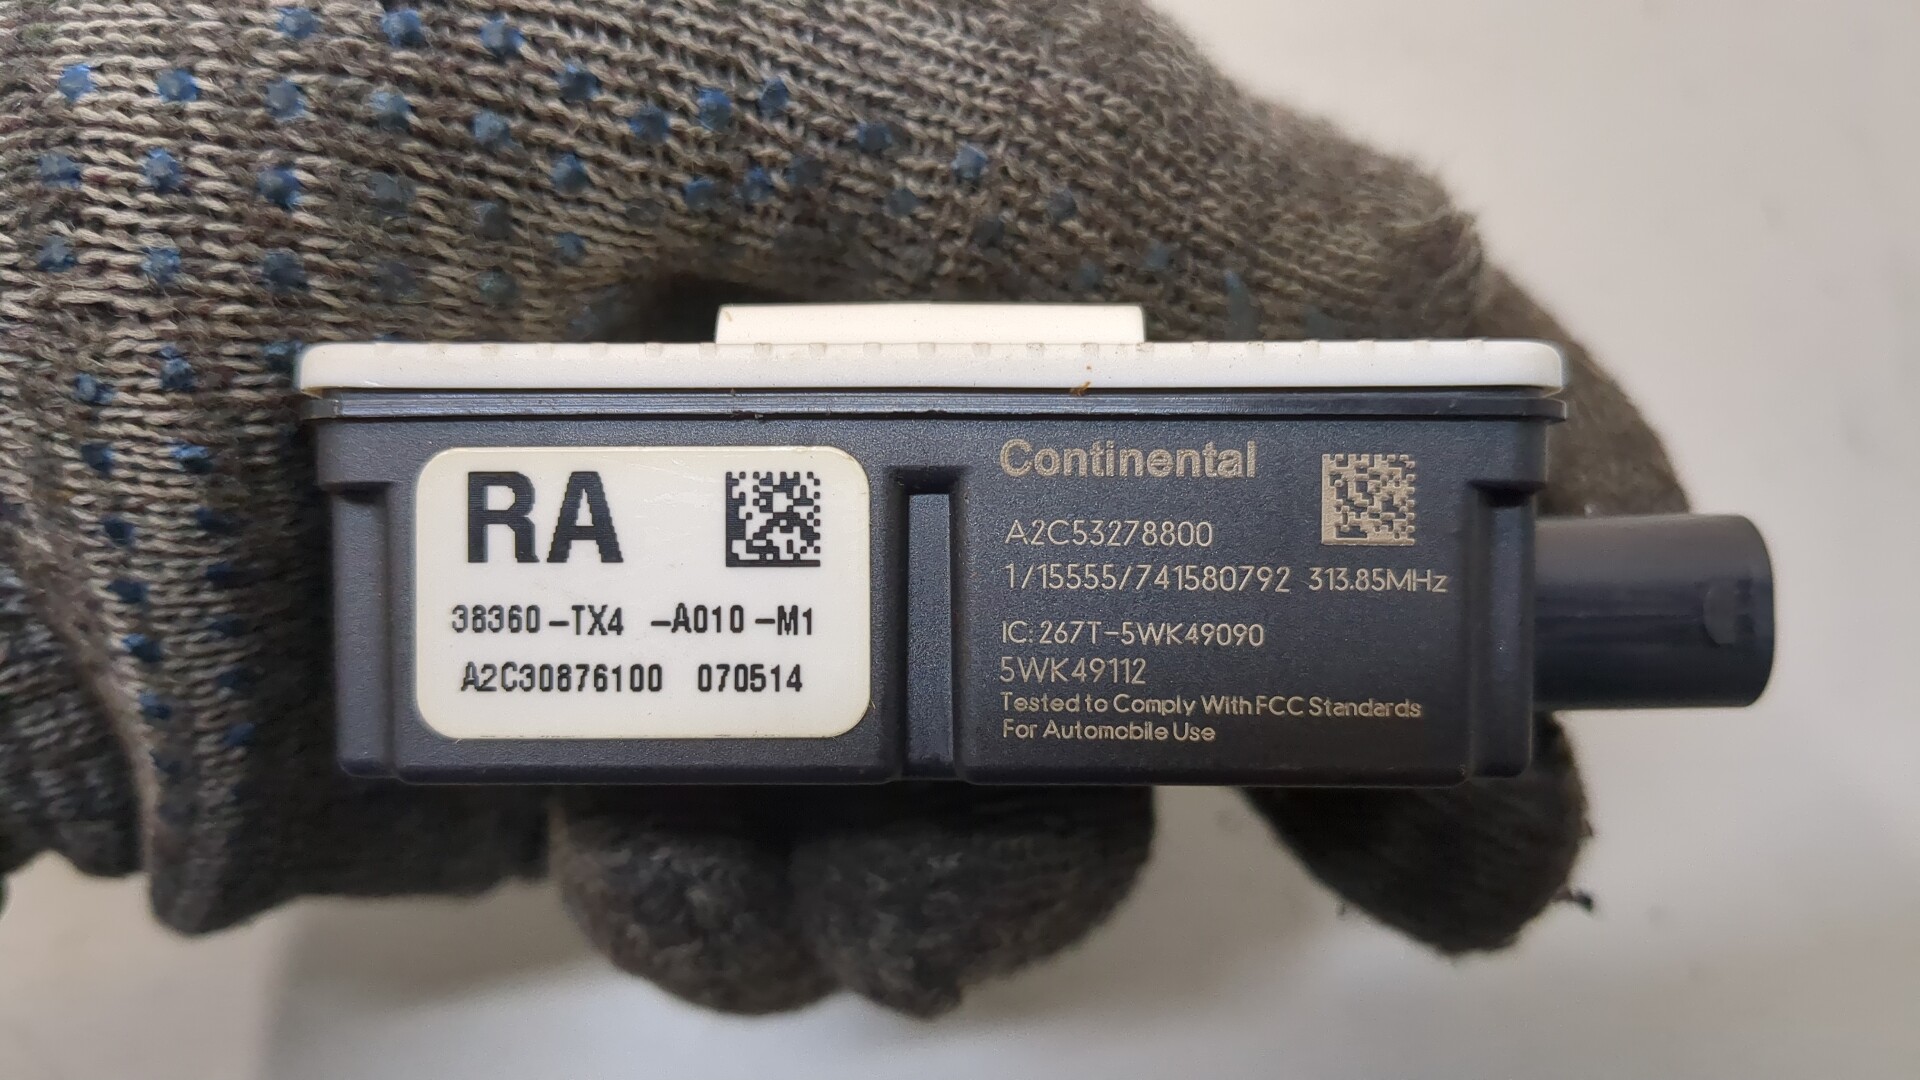 RA
38360-TX4 -A010-M1
A2C30876100 070514
Continental
A2C53278800
1/15555/741580792 313.85MHz
IC: 267T-5WK49090
5WK49112
Tested to Comply With FCC Standards
For Automobile Use